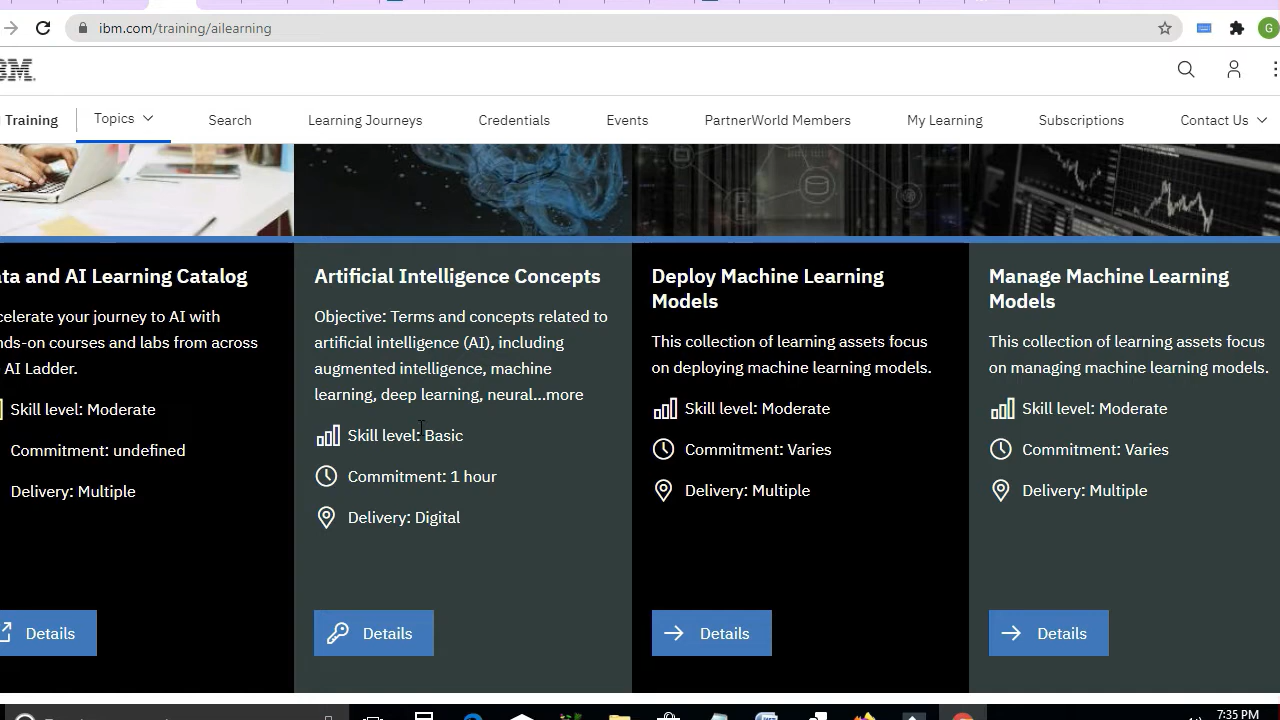 ibm.com/training/ailearning
G
IBM
Training
Topics
Search
Learning Journeys
Credentials
Events
PartnerWorld Members
My Learning
Subscriptions
Contact Us
ata and AI Learning Catalog
celerate your journey to AI with
nds-on courses and labs from across
AI Ladder.
Skill level: Moderate
Commitment: undefined
Delivery: Multiple
Details
Artificial Intelligence Concepts
Objective: Terms and concepts related to
artificial intelligence (AI), including
augmented intelligence, machine
learning, deep learning, neural...more
Skill level: Basic
Commitment: 1 hour
Delivery: Digital
Details
Deploy Machine Learning
Models
This collection of learning assets focus
on deploying machine learning models.
Skill level: Moderate
Commitment: Varies
Delivery: Multiple
Details
Manage Machine Learning
Models
This collection of learning assets focus
on managing machine learning models.
Skill level: Moderate
Commitment: Varies
Delivery: Multiple
Details
7:35 PM